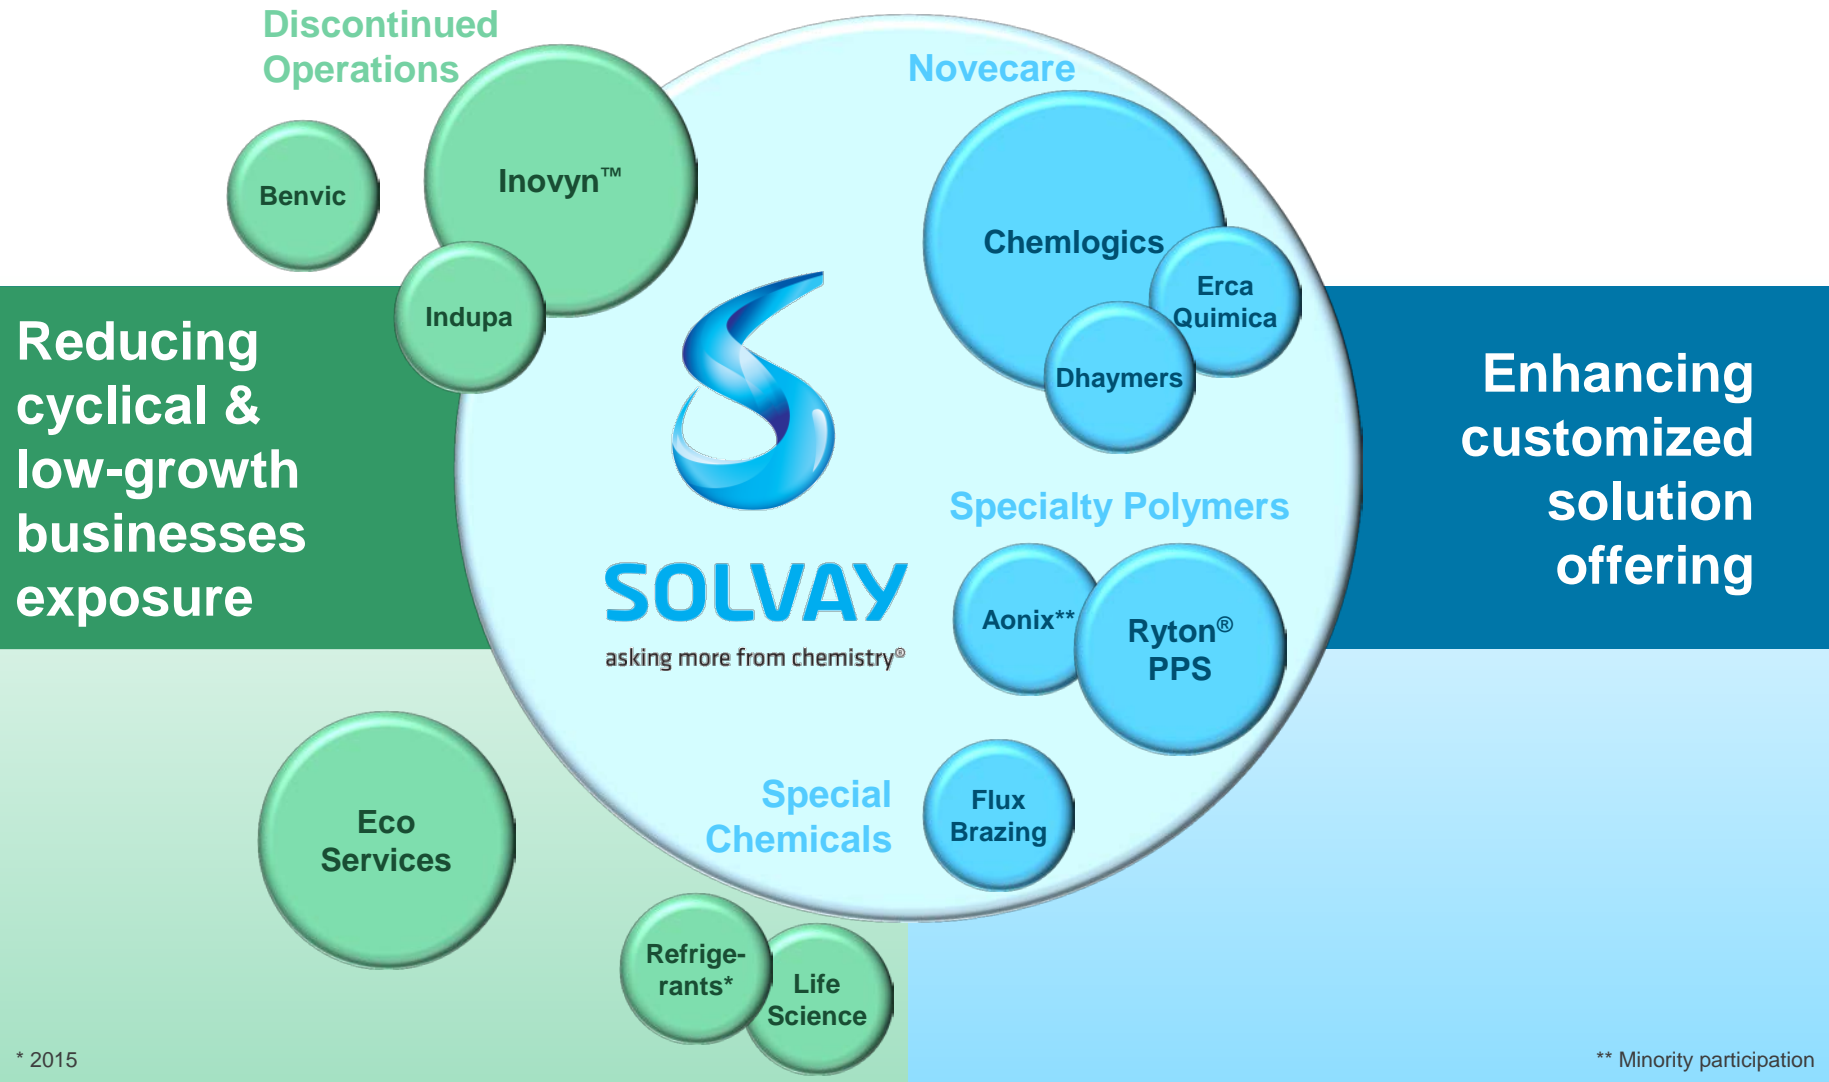 Discontinued
Operations
Novecare
Benvic
Inovyn™
Indupa
Chemlogics
Erca
Quimica
Dhaymers
Reducing
cyclical &
low-growth
businesses
exposure
SOLVAY
asking more from chemistry®
Enhancing
customized
solution
offering
Specialty Polymers
Aonix**
Ryton®
PPS
Special
Chemicals
Flux
Brazing
Eco
Services
Refrige-
rants*
Life
Science
* 2015
** Minority participation